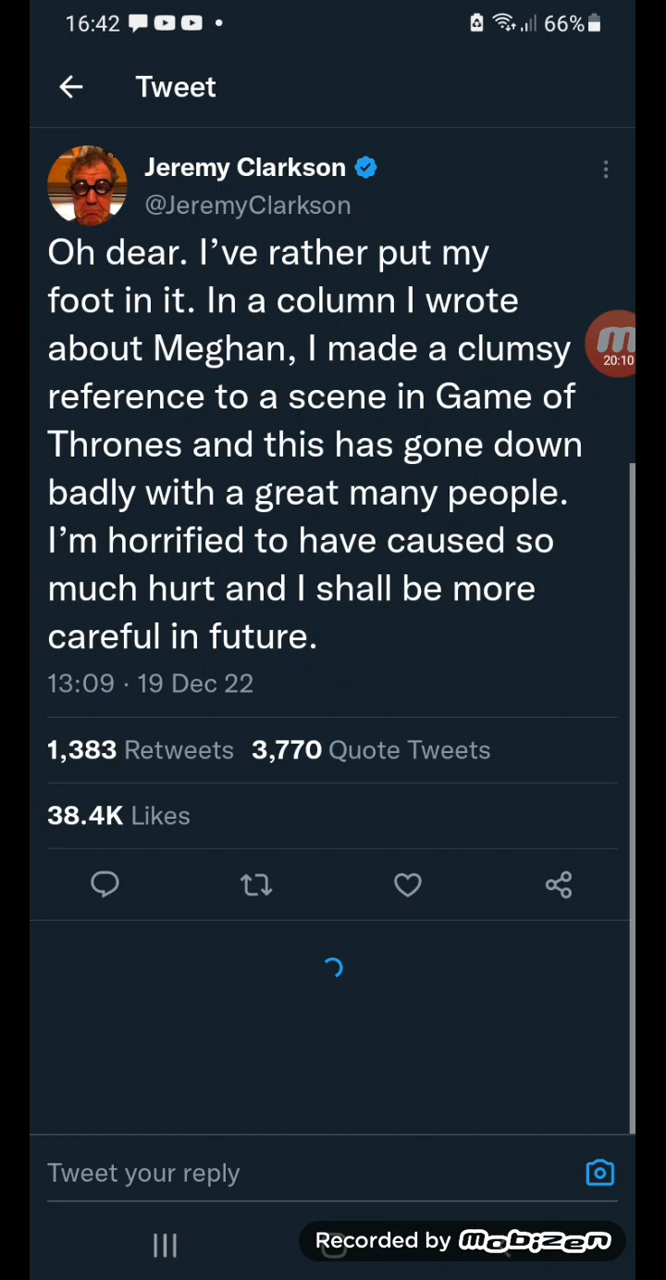 16:42
66%
Tweet
Jeremy Clarkson
@JeremyClarkson
Oh dear. I’ve rather put my
foot in it. In a column I wrote
about Meghan, I made a clumsy
reference to a scene in Game of
Thrones and this has gone down
badly with a great many people.
I’m horrified to have caused so
much hurt and I shall be more
careful in future.
m
20:10
13:09 · 19 Dec 22
1,383 Retweets 3,770 Quote Tweets
38.4K Likes
Tweet your reply
Recorded by mobizen